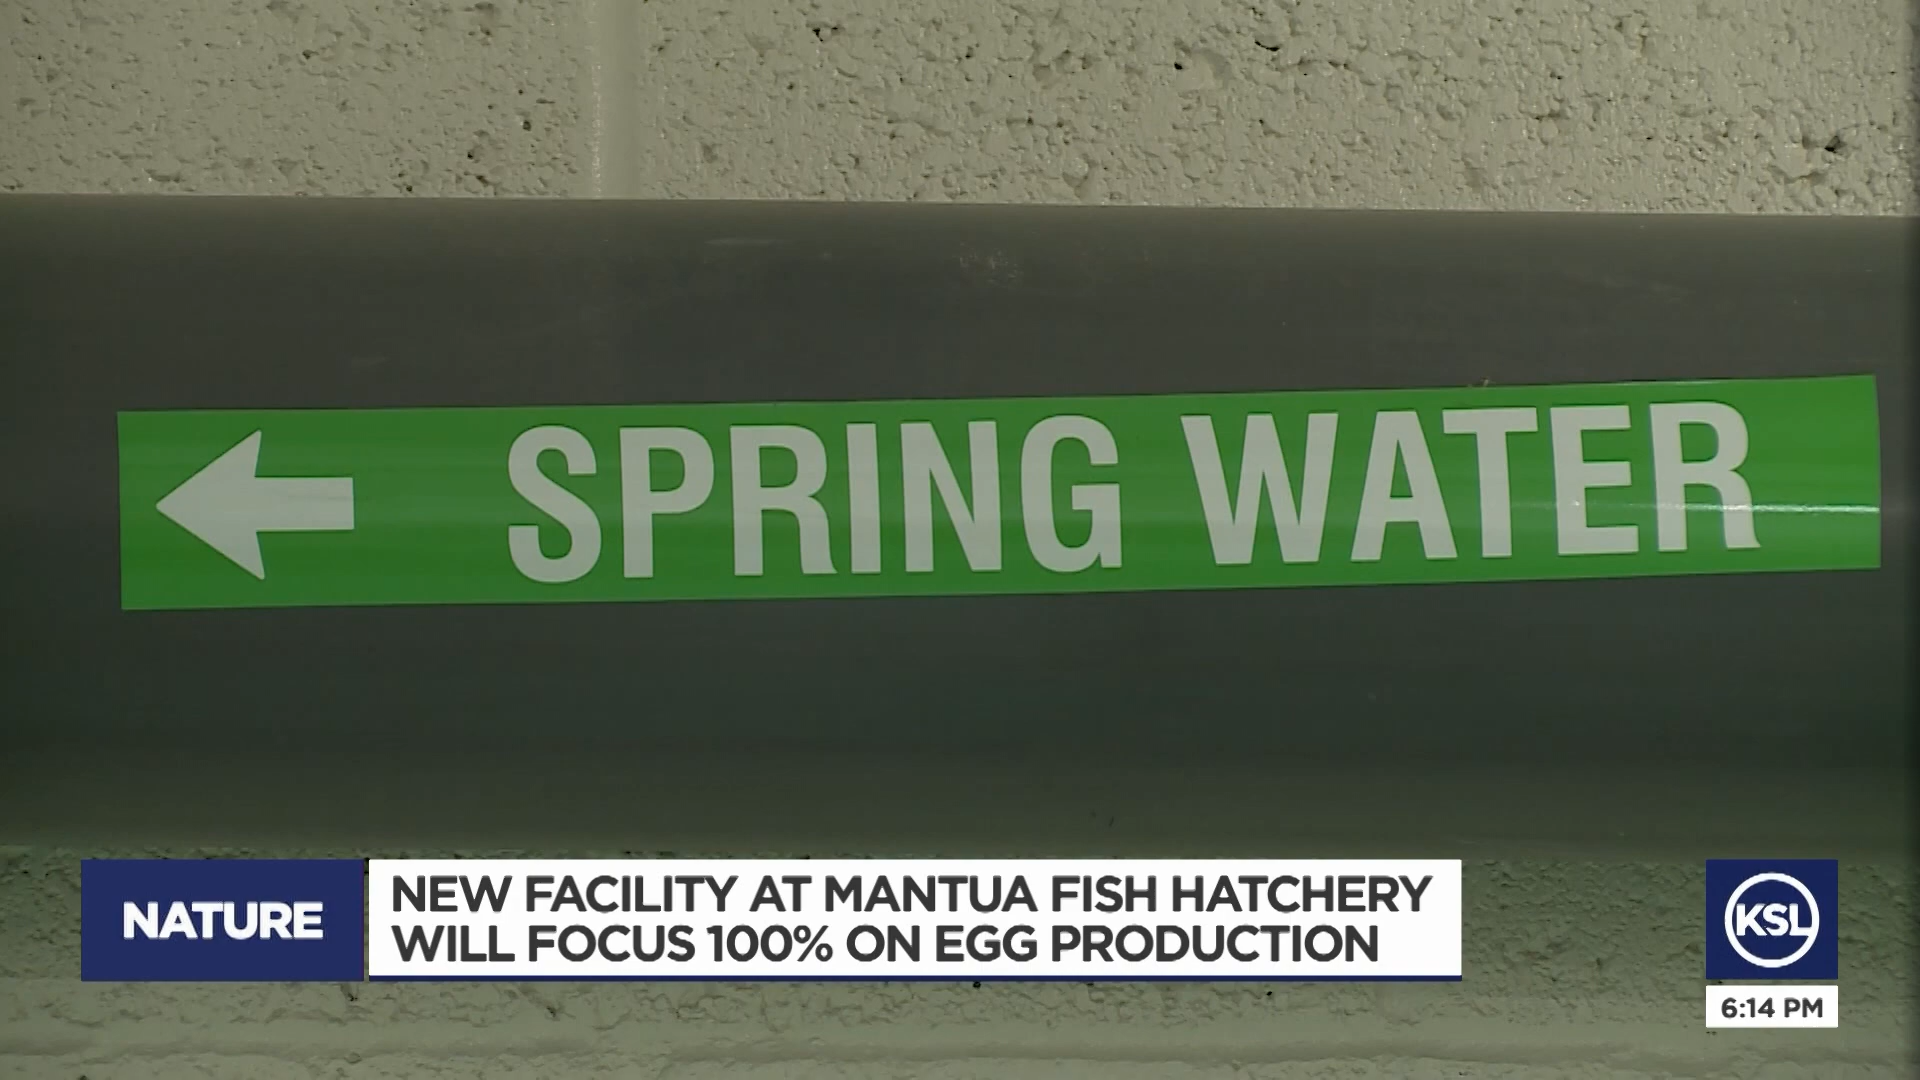 SPRING WATER
NATURE
NEW FACILITY AT MANTUA FISH HATCHERY
WILL FOCUS 100% ON EGG PRODUCTION
KSL
6:14 PM